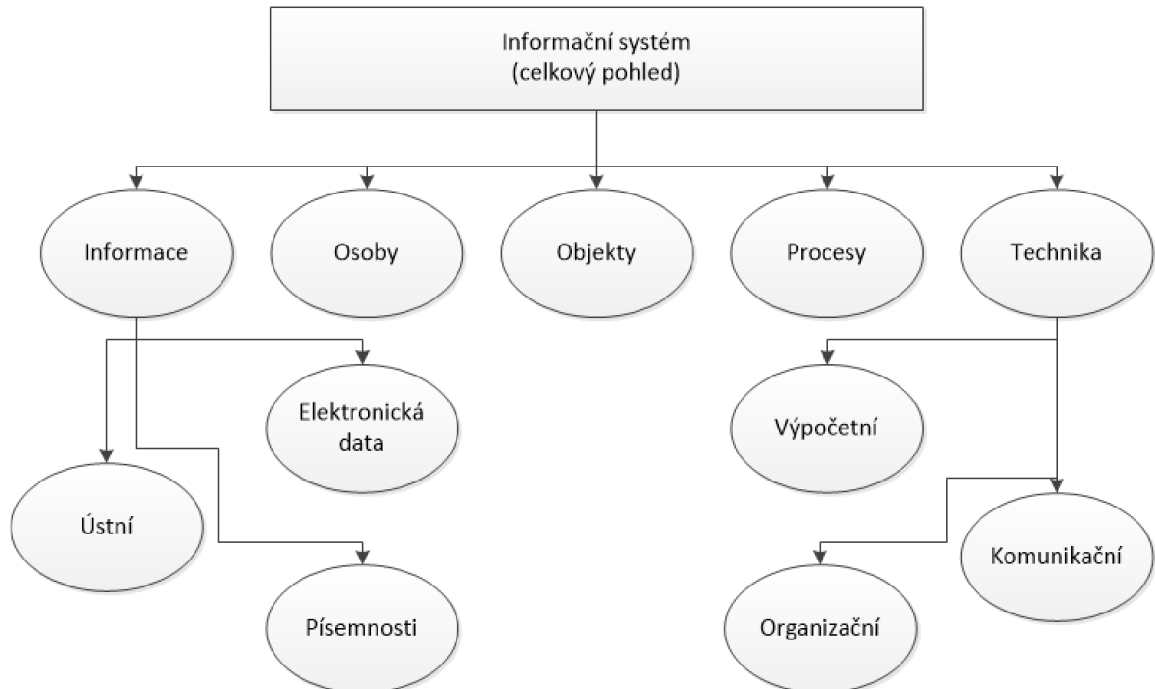 Informační systém
(celkový pohled)
Informace
Osoby
Objekty
Procesy
Technika
Elektronická
data
Výpočetní
Ústní
Komunikační
Písemnosti
Organizační